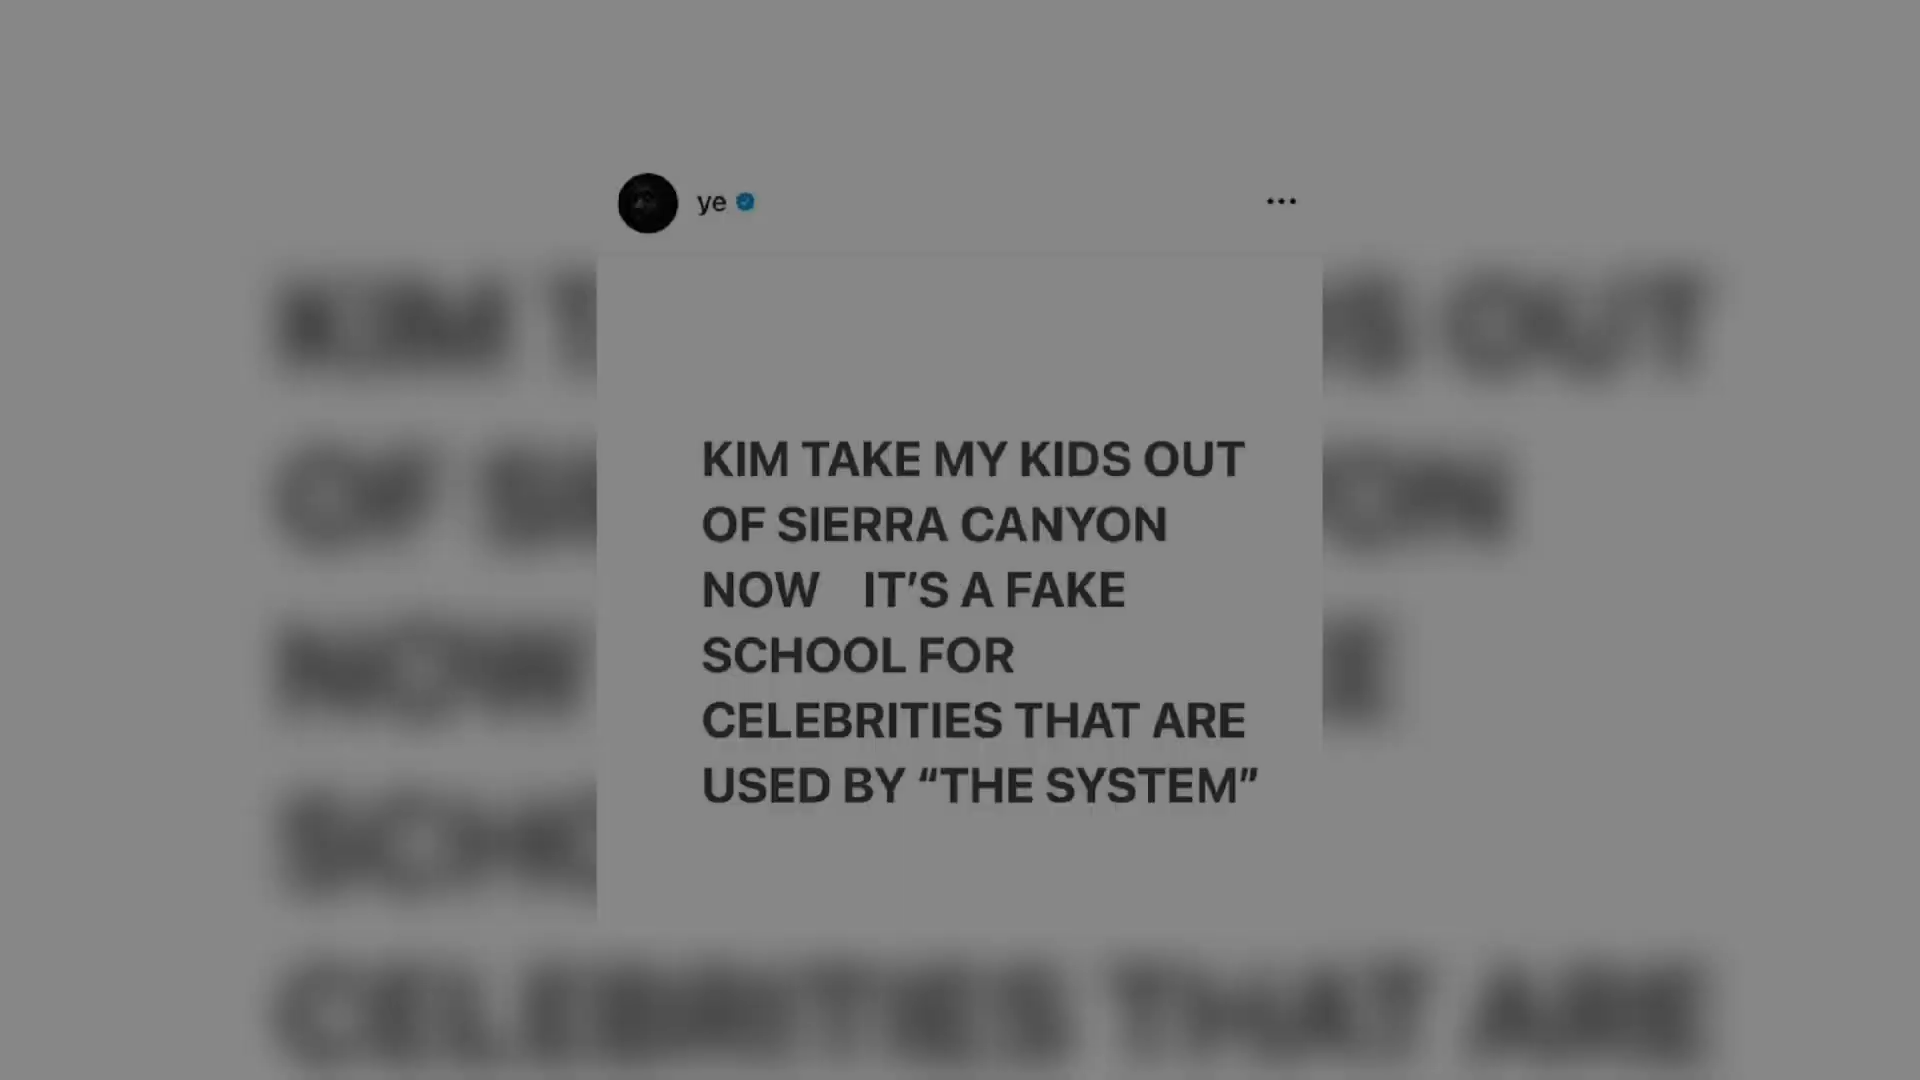 ye
KIM TAKE MY KIDS OUT
OF SIERRA CANYON
NOW IT’S A FAKE
SCHOOL FOR
CELEBRITIES THAT ARE
USED BY “THE SYSTEM”